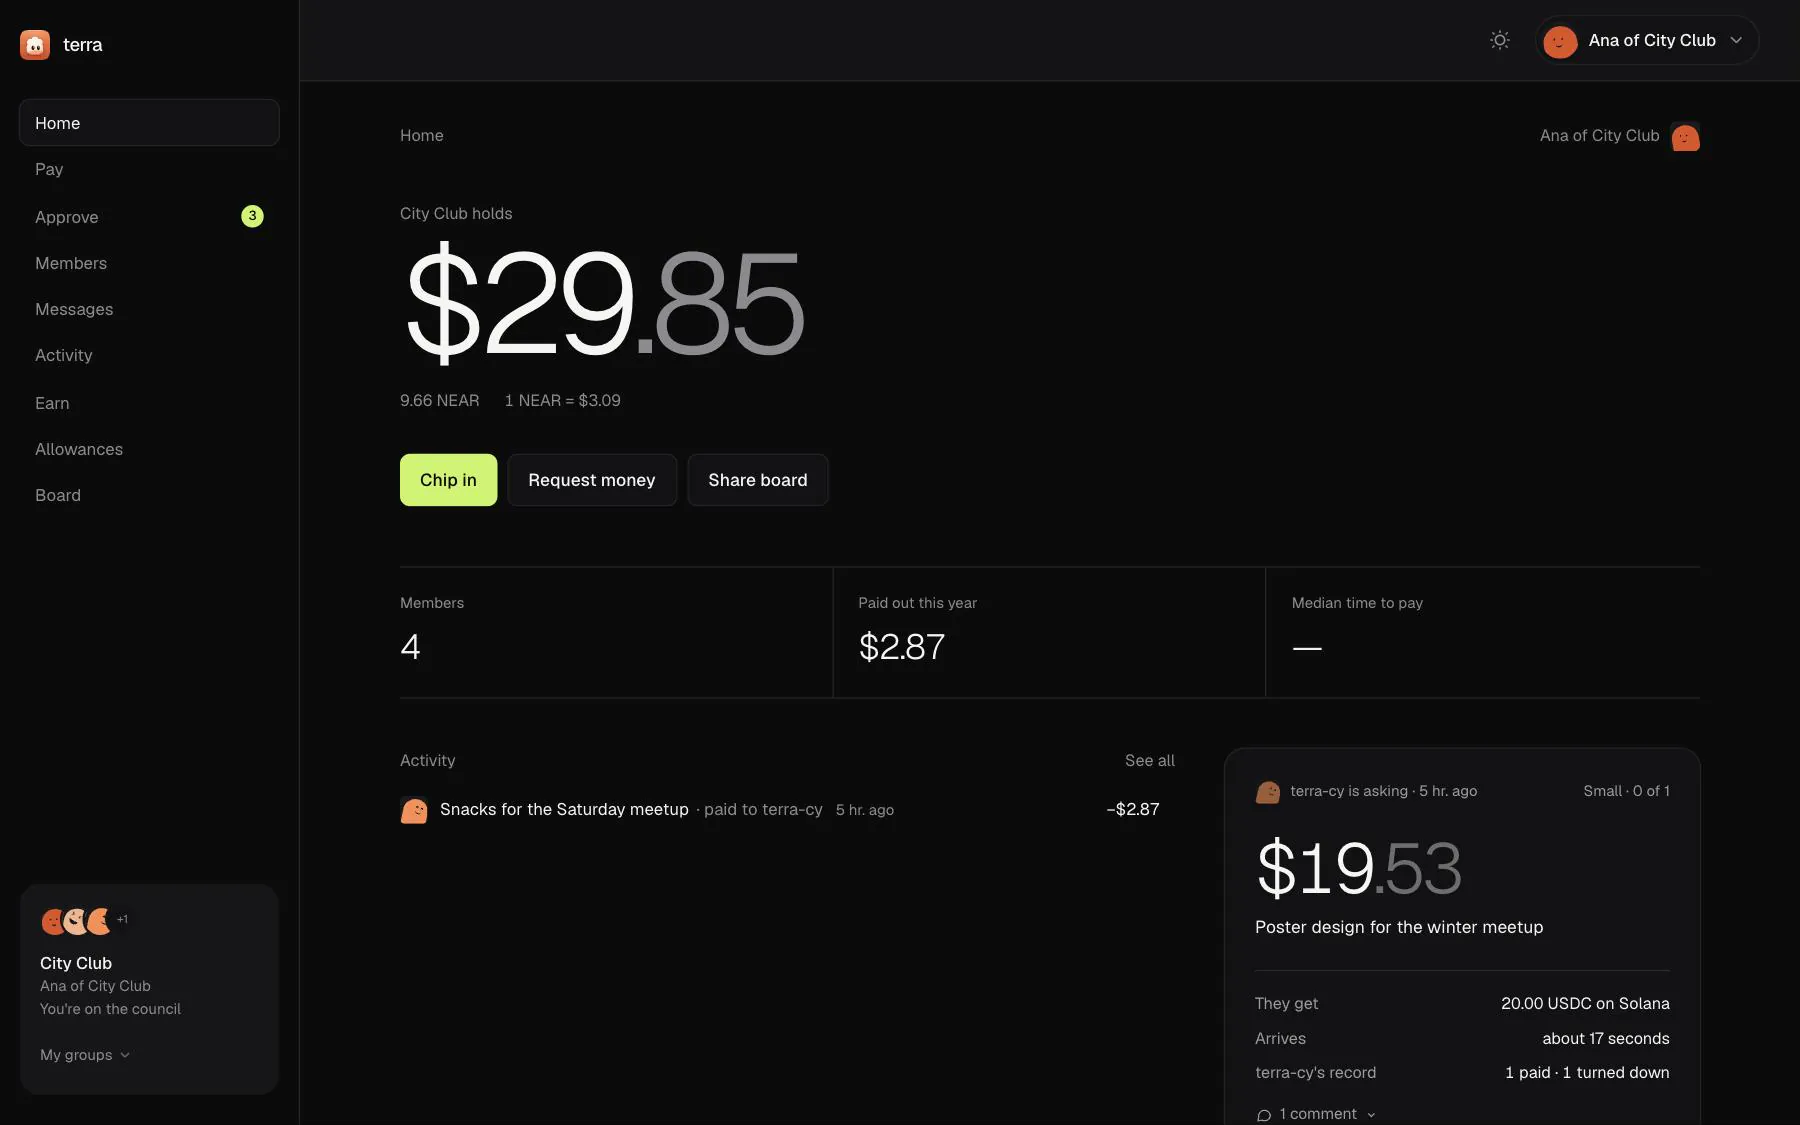 terra
Ana of City Club
Home
Pay
Approve 3
Members
Messages
Activity
Earn
Allowances
Board
+1
City Club
Ana of City Club
You're on the council
My groups
Home
Ana of City Club
City Club holds
$29.85
9.66 NEAR 1 NEAR = $3.09
Chip in Request money Share board
Members
4
Paid out this year
$2.87
Median time to pay
—
Activity See all
Snacks for the Saturday meetup · paid to terra-cy 5 hr. ago −$2.87
terra-cy is asking · 5 hr. ago Small · 0 of 1
$19.53
Poster design for the winter meetup
They get 20.00 USDC on Solana
Arrives about 17 seconds
terra-cy's record 1 paid · 1 turned down
1 comment